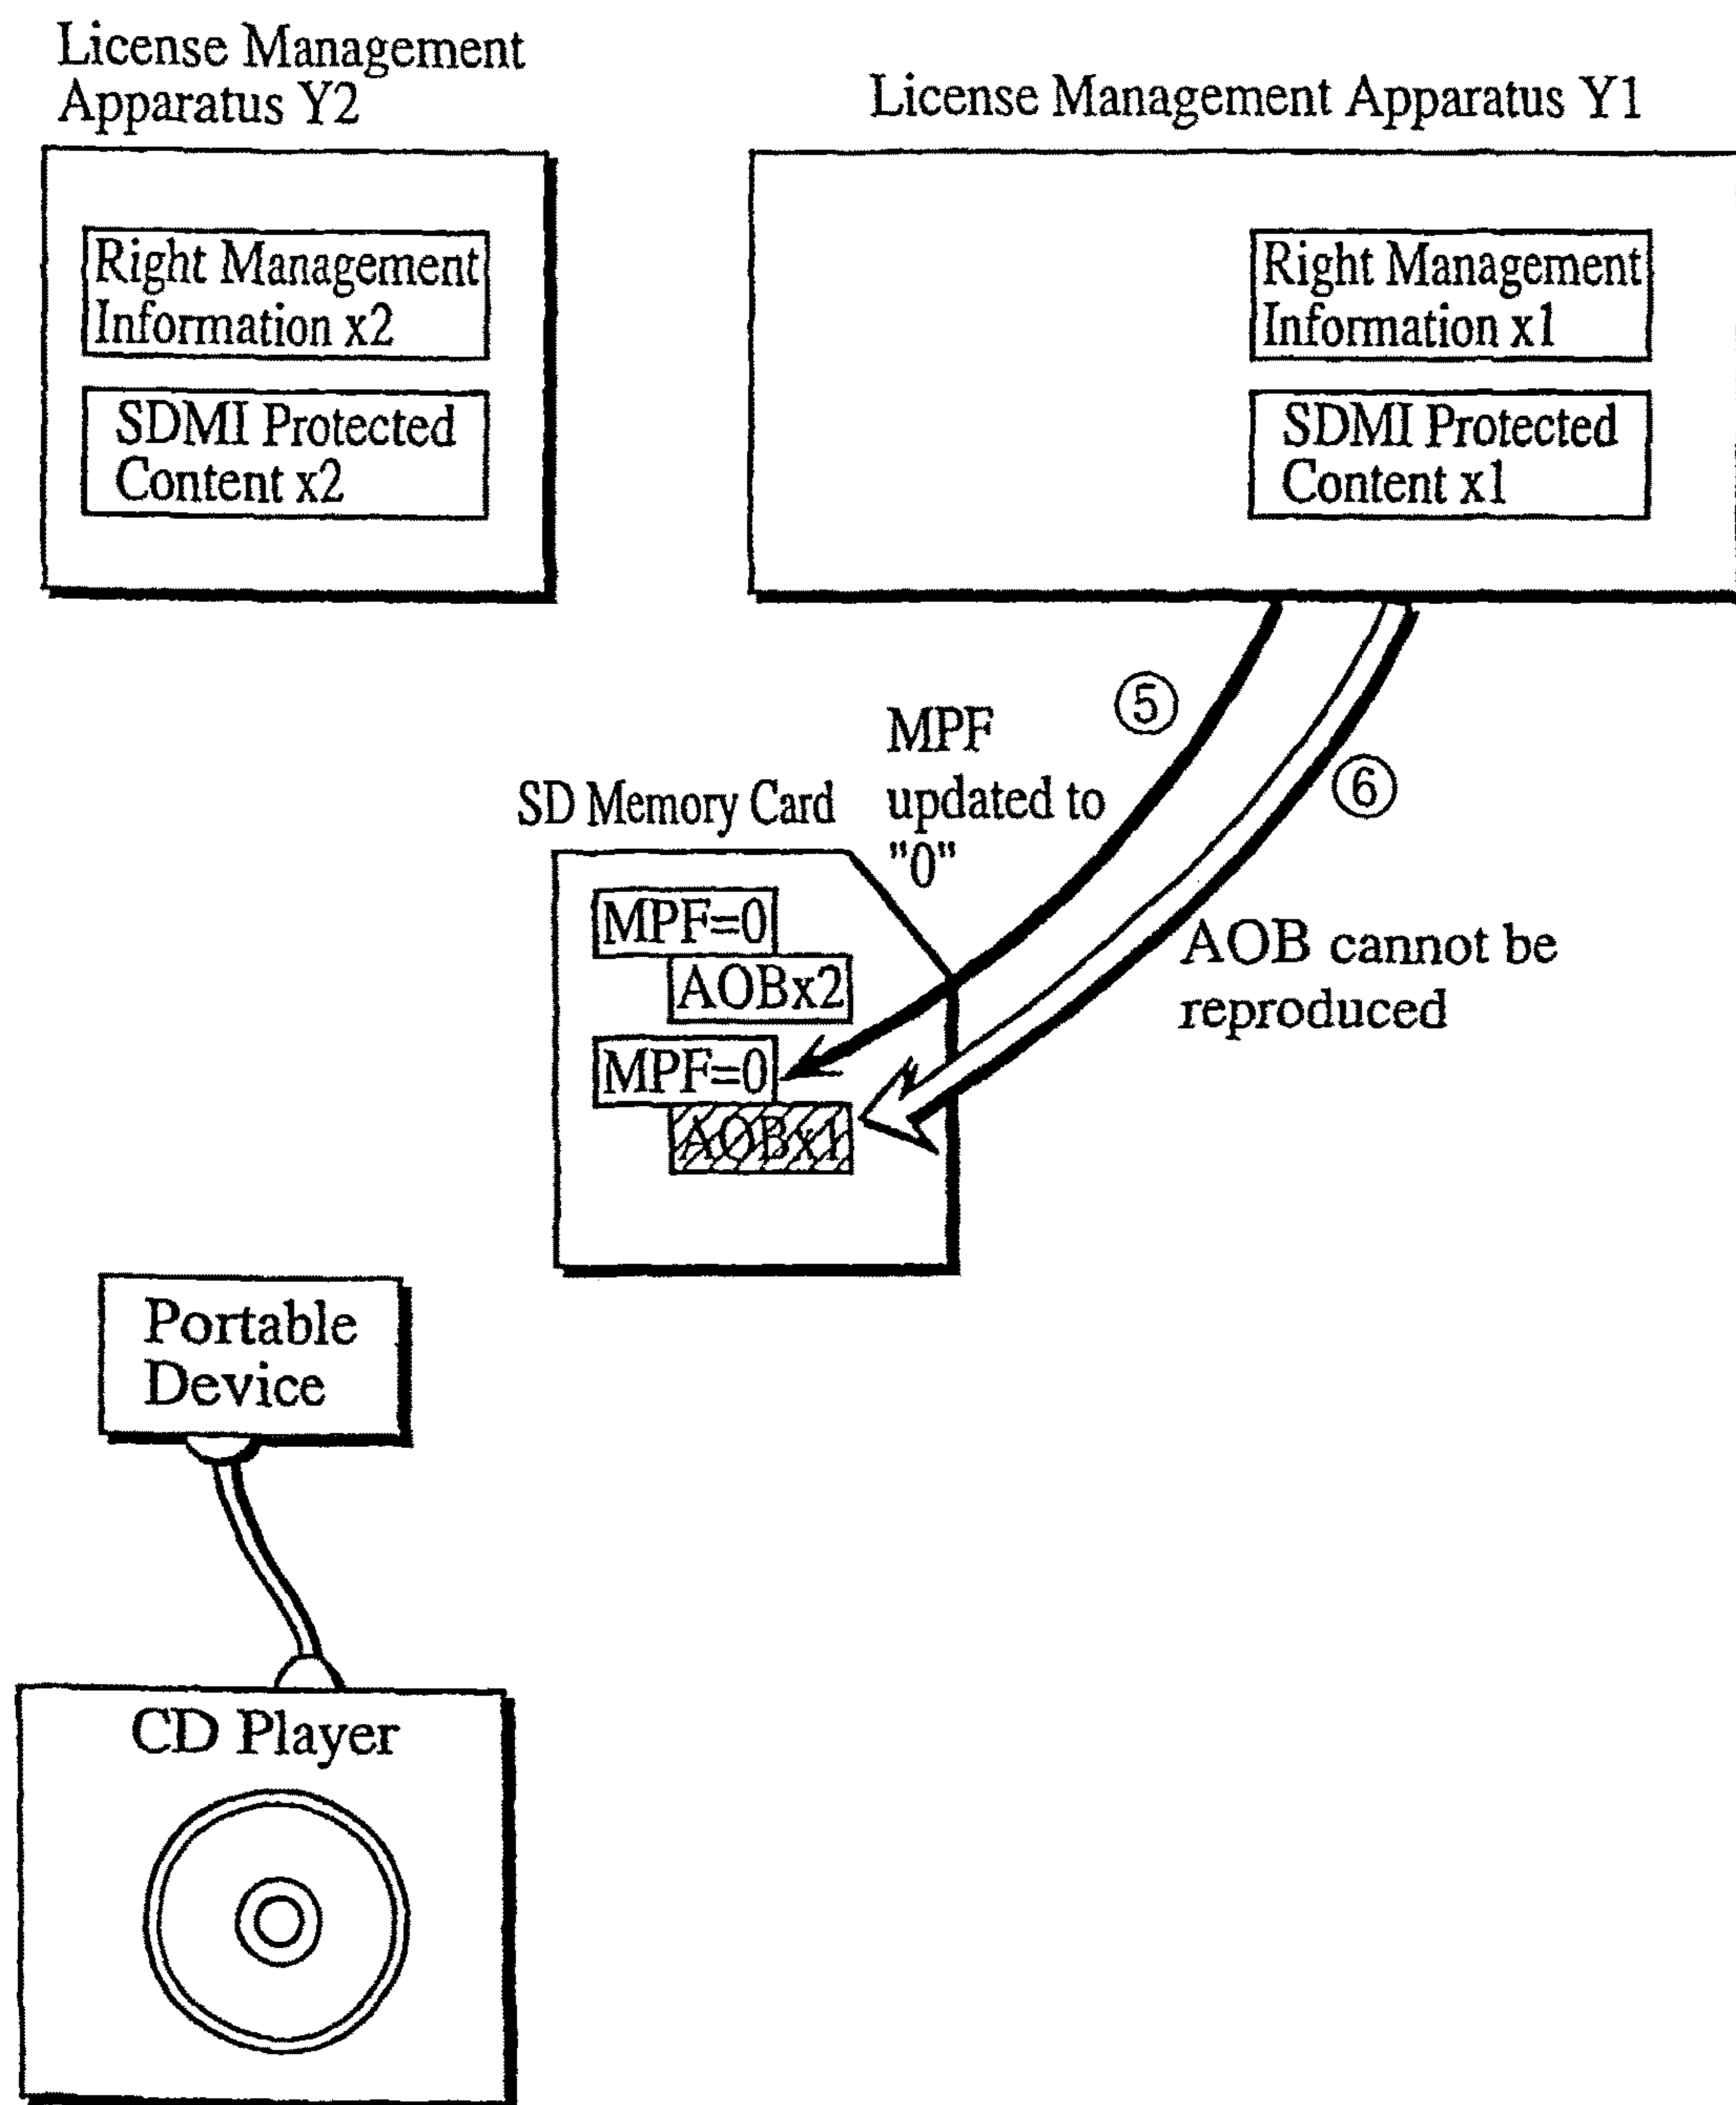 License Management
Apparatus Y2
License Management Apparatus Y1
Right Management
Information x2
SDMI Protected
Content x2
Right Management
Information x1
SDMI Protected
Content x1
⑤
MPF
updated to
"0"
⑥
SD Memory Card
MPF=0
AOBx2
MPF=0
AOBx1
AOB cannot be
reproduced
Portable
Device
CD Player